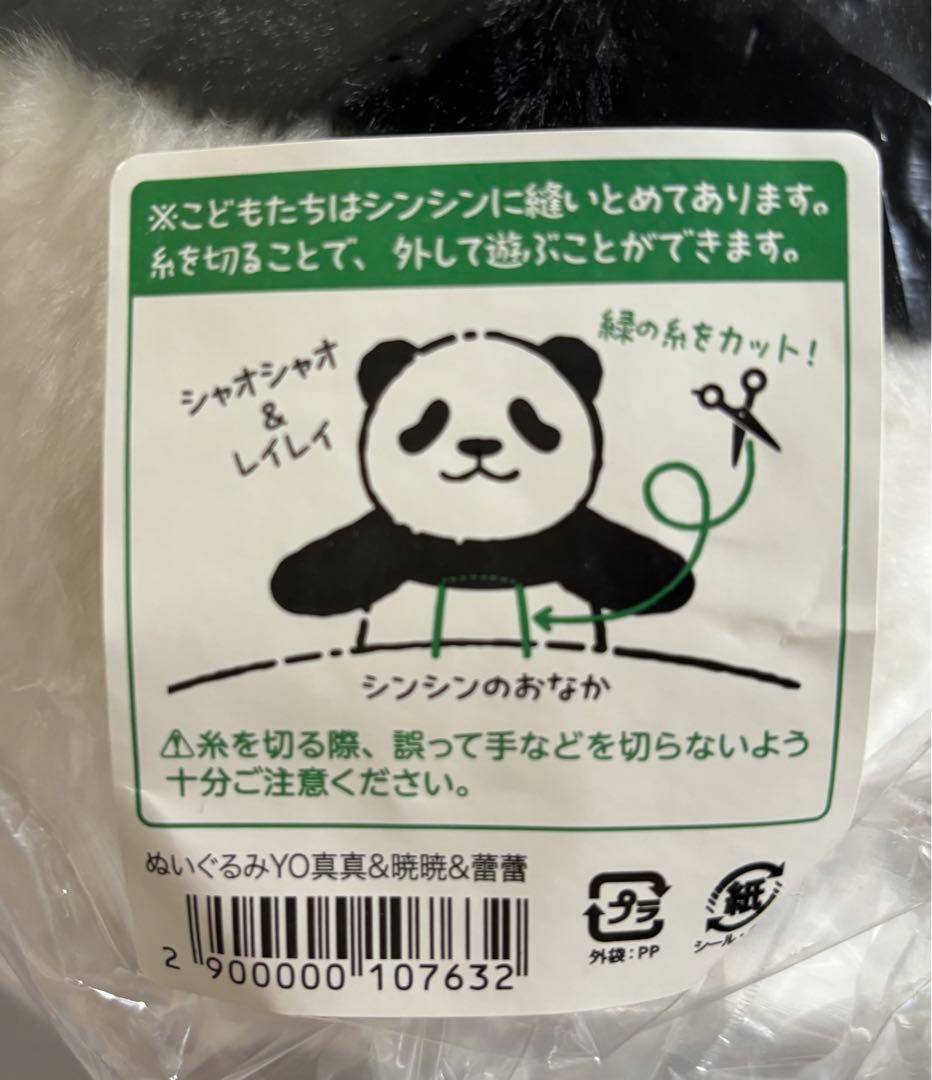 ※こどもたちはシンシンに縫いとめてあります。
糸を切ることで、外して遊ぶことができます。
緑の糸をカット!
シャオシャオ
&
レイレイ
シンシンのおなか
⚠糸を切る際、誤って手などを切らないよう
十分ご注意ください。
ぬいぐるみYO真真&暁暁&蕾蕾
2 900000 107632
プラ
外袋:PP
紙
シール・